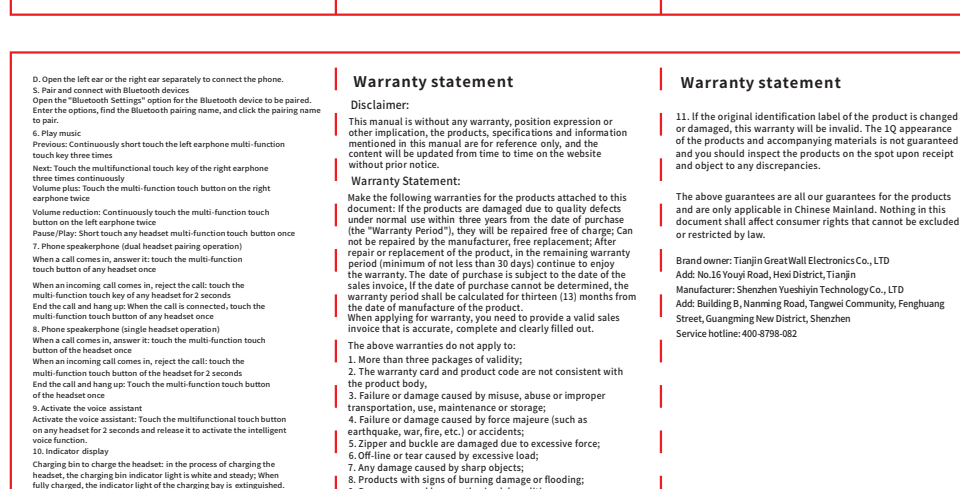 D. Open the left ear or the right ear separately to connect the phone.
5. Pair and connect with Bluetooth devices
Open the "Bluetooth Settings" option for the Bluetooth device to be paired.
Enter the options, find the Bluetooth pairing name, and click the pairing name
to pair.
6. Play music
Previous: Continuously short touch the left earphone multi-function
touch key three times
Next: Touch the multifunctional touch key of the right earphone
three times continuously
Volume plus: Touch the multi-function touch button on the right
earphone twice
Volume reduction: Continuously touch the multi-function touch
button on the left earphone twice
Pause/Play: Short touch any headset multi-function touch button once
7. Phone speakerphone (dual headset pairing operation)
When a call comes in, answer it: touch the multi-function
touch button of any headset once
When an incoming call comes in, reject the call: touch the
multi-function touch key of any headset for 2 seconds
End the call and hang up: When the call is connected, touch the
multi-function touch button of any headset once
8. Phone speakerphone (single headset operation)
When a call comes in, answer it: touch the multi-function touch
button of the headset once
When an incoming call comes in, reject the call: touch the
multi-function touch button of the headset for 2 seconds
End the call and hang up: Touch the multi-function touch button
of the headset once
9. Activate the voice assistant
Activate the voice assistant: Touch the multifunctional touch button
on any headset for 2 seconds and release it to activate the intelligent
voice function.
10. Indicator display
Charging bin to charge the headset: in the process of charging the
headset, the charging bin indicator light is white and steady; When
fully charged, the indicator light of the charging bay is extinguished.
Warranty statement
Disclaimer:
This manual is without any warranty, position expression or
other implication, the products, specifications and information
mentioned in this manual are for reference only, and the
content will be updated from time to time on the website
without prior notice.
Warranty Statement:
Make the following warranties for the products attached to this
document: If the products are damaged due to quality defects
under normal use within three years from the date of purchase
(the "Warranty Period"), they will be repaired free of charge; Can
not be repaired by the manufacturer, free replacement; After
repair or replacement of the product, in the remaining warranty
period (minimum of not less than 30 days) continue to enjoy
the warranty. The date of purchase is subject to the date of the
sales invoice, If the date of purchase cannot be determined, the
warranty period shall be calculated for thirteen (13) months from
the date of manufacture of the product.
When applying for warranty, you need to provide a valid sales
invoice that is accurate, complete and clearly filled out.
The above warranties do not apply to:
1. More than three packages of validity;
2. The warranty card and product code are not consistent with
the product body,
3. Failure or damage caused by misuse, abuse or improper
transportation, use, maintenance or storage;
4. Failure or damage caused by force majeure (such as
earthquake, war, fire, etc.) or accidents;
5. Zipper and buckle are damaged due to excessive force;
6. Off-line or tear caused by excessive load;
7. Any damage caused by sharp objects;
8. Products with signs of burning damage or flooding;
Warranty statement
11. If the original identification label of the product is changed
or damaged, this warranty will be invalid. The 1Q appearance
of the products and accompanying materials is not guaranteed
and you should inspect the products on the spot upon receipt
and object to any discrepancies.
The above guarantees are all our guarantees for the products
and are only applicable in Chinese Mainland. Nothing in this
document shall affect consumer rights that cannot be excluded
or restricted by law.
Brand owner: Tianjin Great Wall Electronics Co., LTD
Add: No.16 Youyi Road, Hexi District, Tianjin
Manufacturer: Shenzhen Yueshiyin Technology Co., LTD
Add: Building B, Nanming Road, Tangwei Community, Fenghuang
Street, Guangming New District, Shenzhen
Service hotline: 400-8798-082